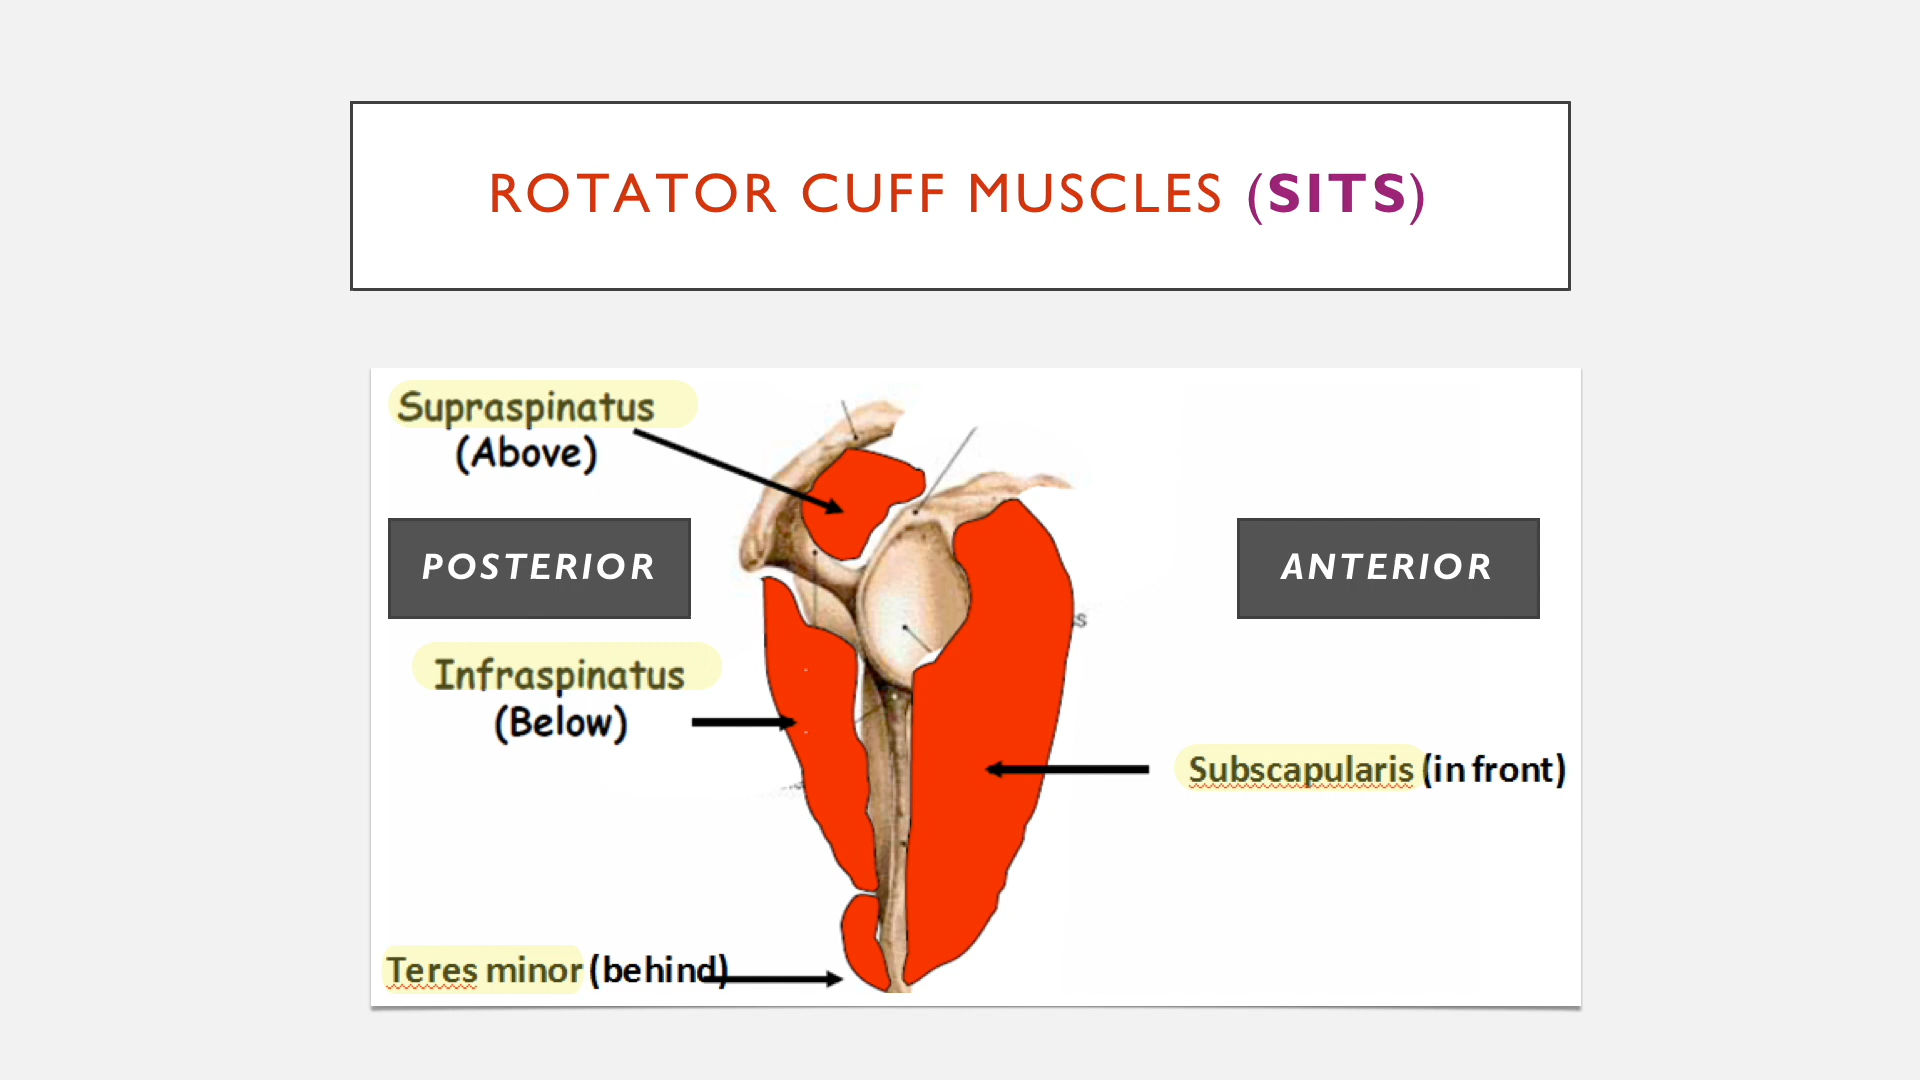 ROTATOR CUFF MUSCLES (SITS)
Supraspinatus
(Above)
POSTERIOR
ANTERIOR
Infraspinatus
(Below)
Subscapularis (in front)
Teres minor (behind)
s